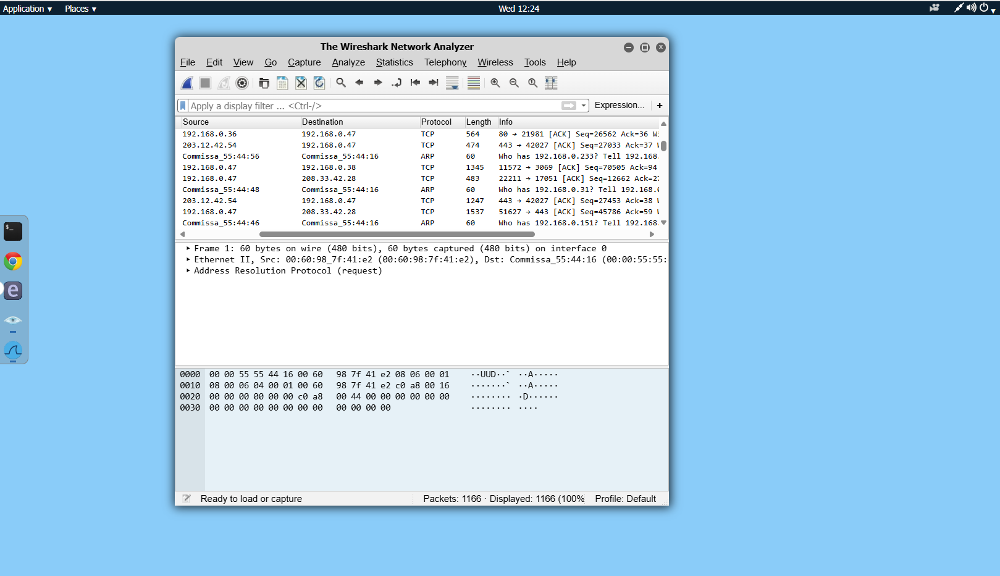 Application ▾ Places ▾ Wed 12:24
The Wireshark Network Analyzer
File Edit View Go Capture Analyze Statistics Telephony Wireless Tools Help
Apply a display filter ... <Ctrl-/> Expression... +
Source Destination Protocol Length Info
192.168.0.36 192.168.0.47 TCP 564 80 → 21981 [ACK] Seq=26562 Ack=36
203.12.42.54 192.168.0.47 TCP 474 443 → 42027 [ACK] Seq=27033 Ack=37
Commissa_55:44:56 Commissa_55:44:16 ARP 60 Who has 192.168.0.233? Tell 192.168.
192.168.0.47 192.168.0.38 TCP 1345 11572 → 3069 [ACK] Seq=70505 Ack=94
192.168.0.47 208.33.42.28 TCP 483 22211 → 17051 [ACK] Seq=12662 Ack=27
Commissa_55:44:48 Commissa_55:44:16 ARP 60 Who has 192.168.0.31? Tell 192.168.
203.12.42.54 192.168.0.47 TCP 1247 443 → 42027 [ACK] Seq=27453 Ack=38
192.168.0.47 208.33.42.28 TCP 1537 51627 → 443 [ACK] Seq=45786 Ack=59
Commissa_55:44:46 Commissa_55:44:16 ARP 60 Who has 192.168.0.151? Tell 192.168.
$_
e
Frame 1: 60 bytes on wire (480 bits), 60 bytes captured (480 bits) on interface 0
Ethernet II, Src: 00:60:98_7f:41:e2 (00:60:98:7f:41:e2), Dst: Commissa_55:44:16 (00:00:55:55:
Address Resolution Protocol (request)
0000 00 00 55 55 44 16 00 60 98 7f 41 e2 08 06 00 01 ··UUD··` ··A·····
0010 08 00 06 04 00 01 00 60 98 7f 41 e2 c0 a8 00 16 ·······` ··A·····
0020 00 00 00 00 00 00 c0 a8 00 44 00 00 00 00 00 00 ········ ·D······
0030 00 00 00 00 00 00 00 00 00 00 00 00 ········ ····
Ready to load or capture Packets: 1166 · Displayed: 1166 (100% Profile: Default